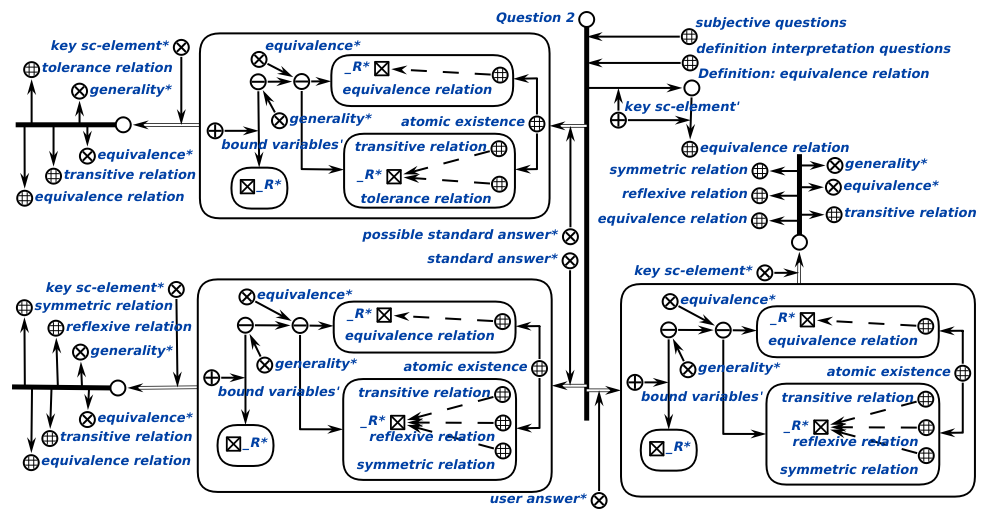 Question 2
subjective questions
definition interpretation questions
Definition: equivalence relation
key sc-element'
equivalence relation
key sc-element*
tolerance relation
generality*
equivalence*
transitive relation
equivalence relation
equivalence*
_R*
equivalence relation
generality*
atomic existence
bound variables'
transitive relation
_R*
_R*
tolerance relation
possible standard answer*
standard answer*
symmetric relation
generality*
reflexive relation
equivalence*
equivalence relation
transitive relation
key sc-element*
key sc-element*
symmetric relation
reflexive relation
generality*
equivalence*
transitive relation
equivalence relation
equivalence*
_R*
equivalence relation
generality*
atomic existence
bound variables'
transitive relation
_R*
reflexive relation
_R*
symmetric relation
equivalence*
_R*
equivalence relation
generality*
atomic existence
bound variables'
transitive relation
_R*
reflexive relation
_R*
symmetric relation
user answer*